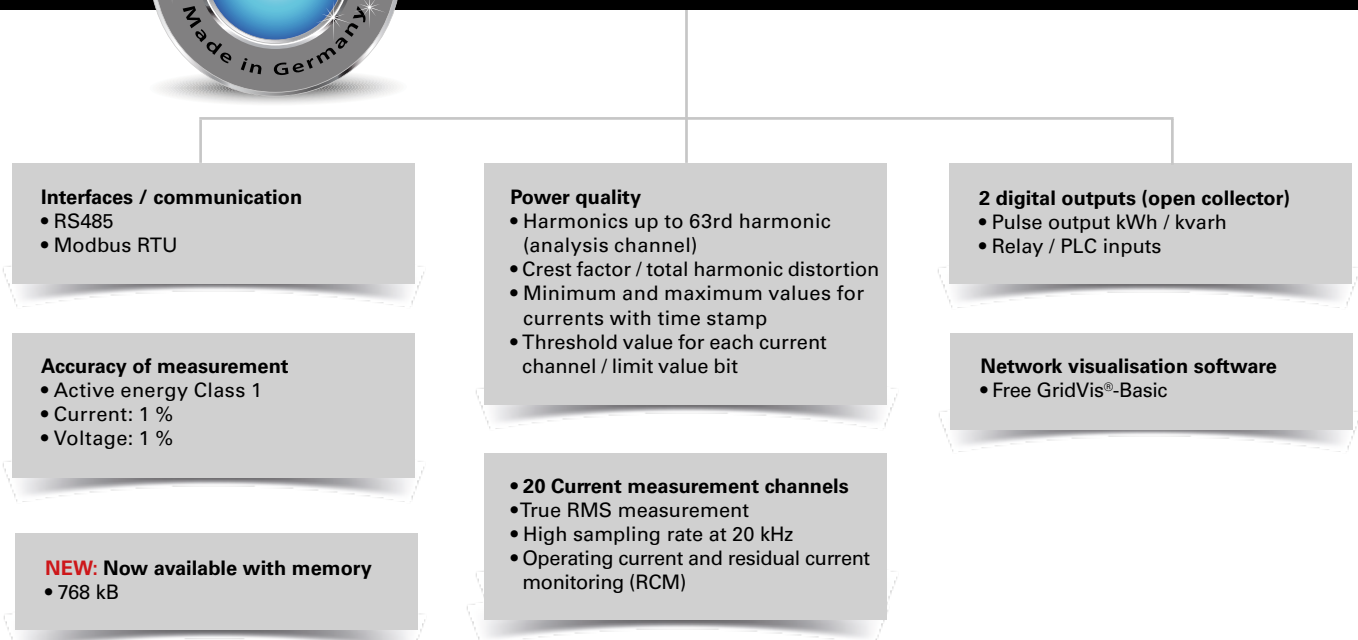 Made in Germany
Interfaces / communication
• RS485
• Modbus RTU
Accuracy of measurement
• Active energy Class 1
• Current: 1 %
• Voltage: 1 %
NEW: Now available with memory
• 768 kB
Power quality
• Harmonics up to 63rd harmonic
(analysis channel)
• Crest factor / total harmonic distortion
• Minimum and maximum values for
currents with time stamp
• Threshold value for each current
channel / limit value bit
• 20 Current measurement channels
•True RMS measurement
• High sampling rate at 20 kHz
• Operating current and residual current
monitoring (RCM)
2 digital outputs (open collector)
• Pulse output kWh / kvarh
• Relay / PLC inputs
Network visualisation software
• Free GridVis®-Basic